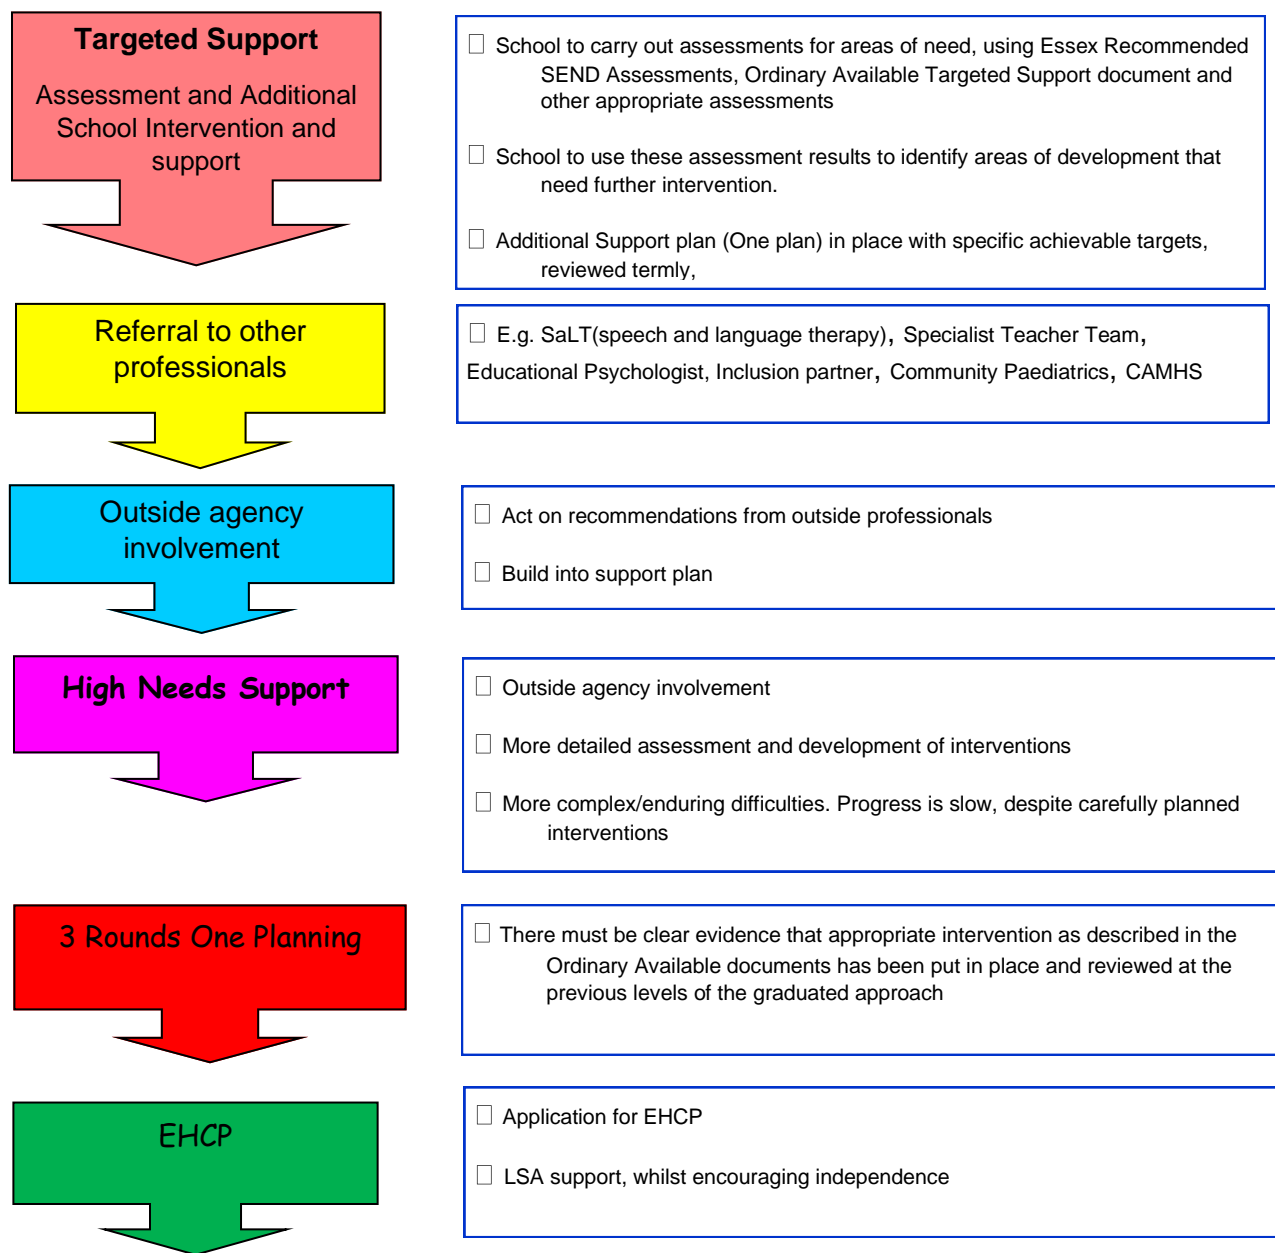 Targeted Support
Assessment and Additional
School Intervention and
support
□ School to carry out assessments for areas of need, using Essex Recommended
SEND Assessments, Ordinary Available Targeted Support document and
other appropriate assessments
□ School to use these assessment results to identify areas of development that
need further intervention.
□ Additional Support plan (One plan) in place with specific achievable targets,
reviewed termly,
Referral to other
professionals
□ E.g. SaLT(speech and language therapy), Specialist Teacher Team,
Educational Psychologist, Inclusion partner, Community Paediatrics, CAMHS
Outside agency
involvement
□ Act on recommendations from outside professionals
□ Build into support plan
High Needs Support
□ Outside agency involvement
□ More detailed assessment and development of interventions
□ More complex/enduring difficulties. Progress is slow, despite carefully planned
interventions
3 Rounds One Planning
□ There must be clear evidence that appropriate intervention as described in the
Ordinary Available documents has been put in place and reviewed at the
previous levels of the graduated approach
EHCP
□ Application for EHCP
□ LSA support, whilst encouraging independence